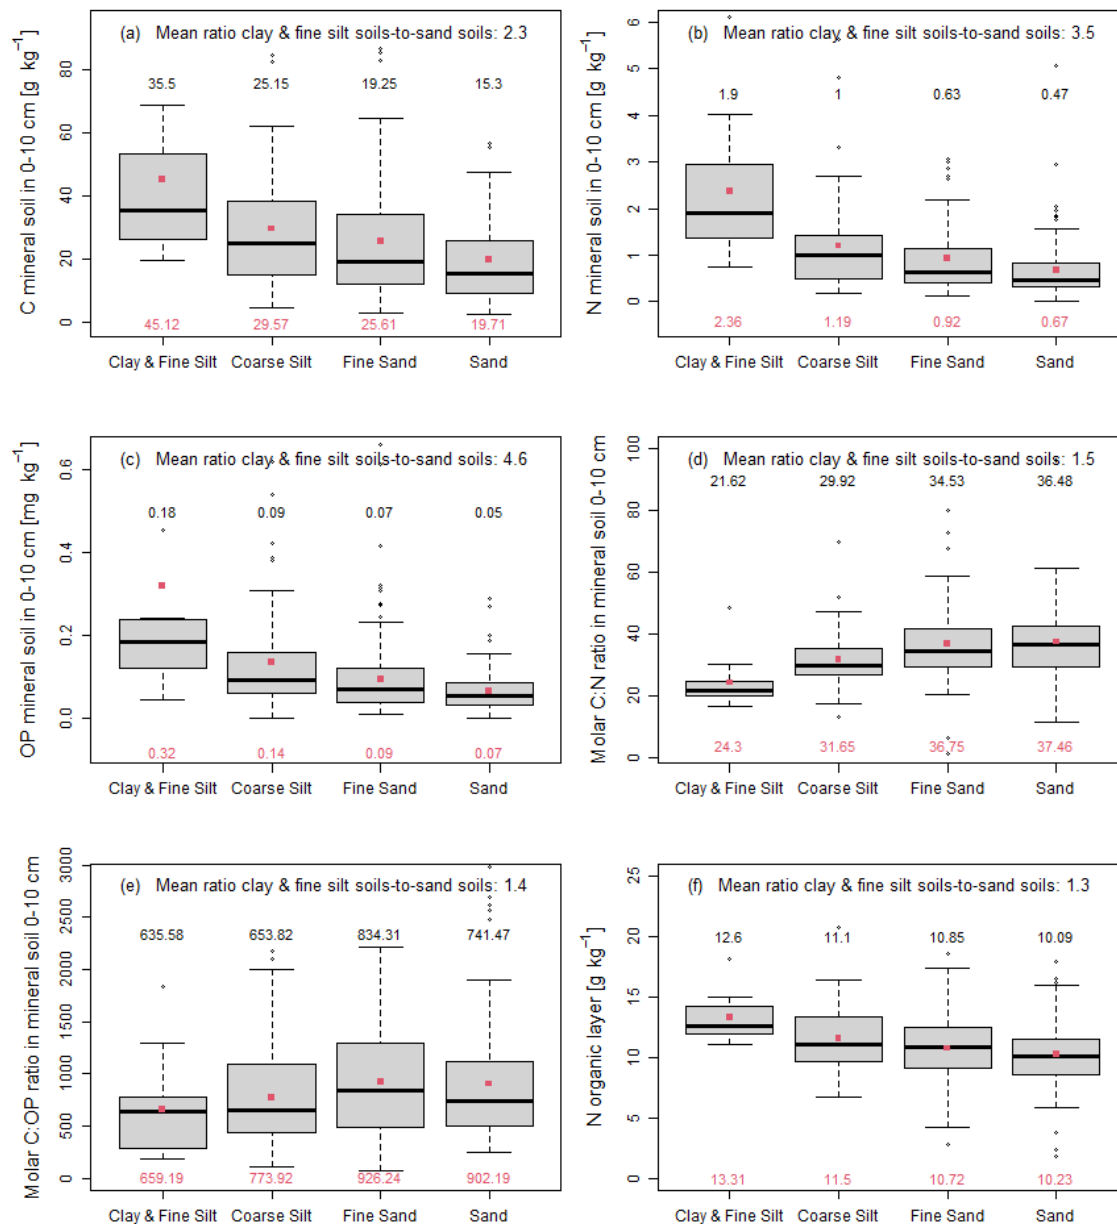 (a) Mean ratio clay & fine silt soils-to-sand soils: 2.3
C mineral soil in 0-10 cm [g kg⁻¹]
80
60
40
20
0
35.5 25.15 19.25 15.3
45.12 29.57 25.61 19.71
Clay & Fine Silt Coarse Silt Fine Sand Sand
(b) Mean ratio clay & fine silt soils-to-sand soils: 3.5
N mineral soil in 0-10 cm [g kg⁻¹]
6
5
4
3
2
1
0
1.9 1 0.63 0.47
2.36 1.19 0.92 0.67
Clay & Fine Silt Coarse Silt Fine Sand Sand
(c) Mean ratio clay & fine silt soils-to-sand soils: 4.6
OP mineral soil in 0-10 cm [mg kg⁻¹]
0.6
0.4
0.2
0.0
0.18 0.09 0.07 0.05
0.32 0.14 0.09 0.07
Clay & Fine Silt Coarse Silt Fine Sand Sand
(d) Mean ratio clay & fine silt soils-to-sand soils: 1.5
Molar C:N ratio in mineral soil 0-10 cm
100
80
60
40
20
0
21.62 29.92 34.53 36.48
24.3 31.65 36.75 37.46
Clay & Fine Silt Coarse Silt Fine Sand Sand
(e) Mean ratio clay & fine silt soils-to-sand soils: 1.4
Molar C:OP ratio in mineral soil 0-10 cm
3000
2500
2000
1500
1000
500
0
635.58 653.82 834.31 741.47
659.19 773.92 926.24 902.19
Clay & Fine Silt Coarse Silt Fine Sand Sand
(f) Mean ratio clay & fine silt soils-to-sand soils: 1.3
N organic layer [g kg⁻¹]
25
20
15
10
5
0
12.6 11.1 10.85 10.09
13.31 11.5 10.72 10.23
Clay & Fine Silt Coarse Silt Fine Sand Sand